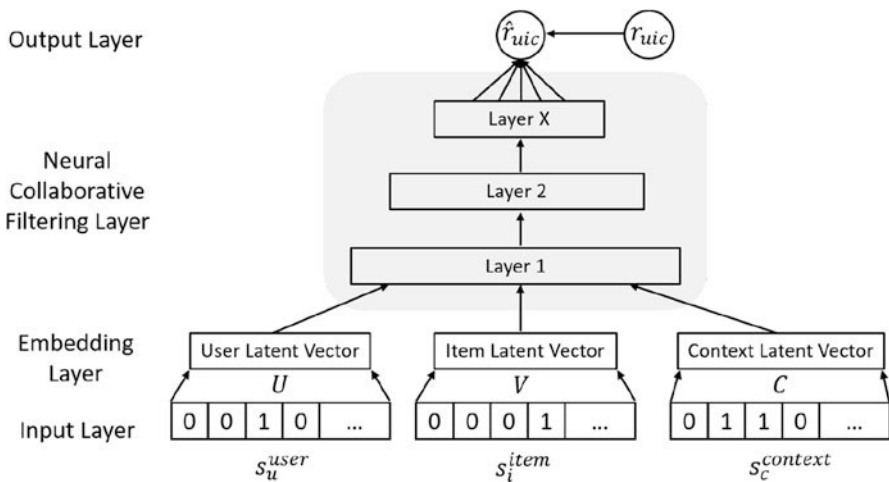 Output Layer
r̂uic
ruic
Layer X
Neural
Collaborative
Filtering Layer
Layer 2
Layer 1
Embedding
Layer
User Latent Vector
Item Latent Vector
Context Latent Vector
U
V
C
Input Layer
0 0 1 0 ...
0 0 0 1 ...
0 1 1 0 ...
s_u^user
s_i^item
s_c^context